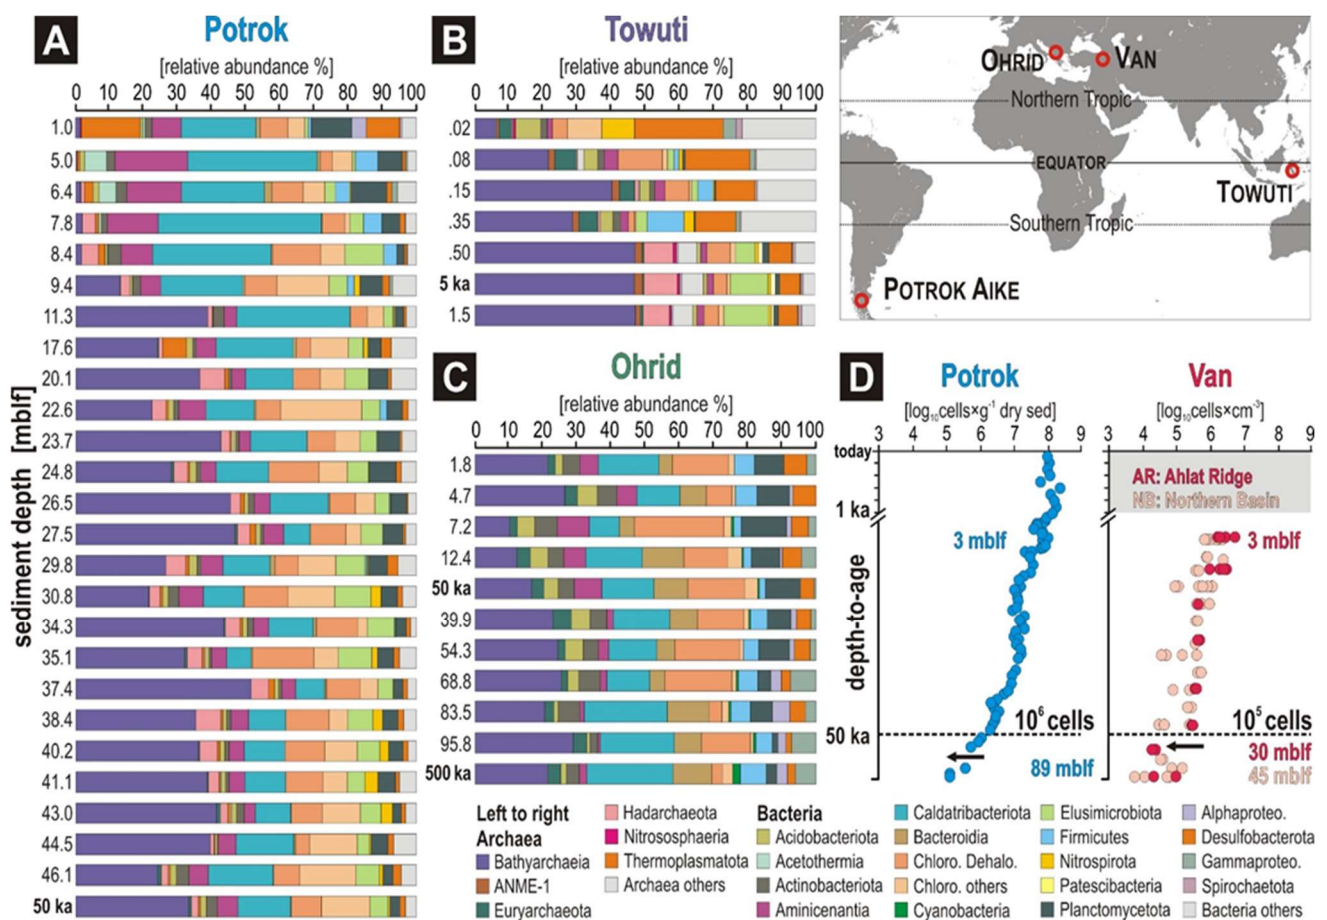 A
Potrok
[relative abundance %]
0 10 20 30 40 50 60 70 80 90 100
sediment depth [mblf]
1.0
5.0
6.4
7.8
8.4
9.4
11.3
17.6
20.1
22.6
23.7
24.8
26.5
27.5
29.8
30.8
34.3
35.1
37.4
38.4
40.2
41.1
43.0
44.5
46.1
50 ka
B
Towuti
[relative abundance %]
0 10 20 30 40 50 60 70 80 90 100
.02
.08
.15
.35
.50
5 ka
1.5
OHRID
VAN
Northern Tropic
EQUATOR
TOWUTI
Southern Tropic
POTROK AIKE
C
Ohrid
[relative abundance %]
0 10 20 30 40 50 60 70 80 90 100
1.8
4.7
7.2
12.4
50 ka
39.9
54.3
68.8
83.5
95.8
500 ka
D
Potrok
[log10cells×g-1 dry sed]
3 4 5 6 7 8 9
Van
[log10cells×cm-3]
3 4 5 6 7 8 9
depth-to-age
today
1 ka
50 ka
3 mblf
10⁶ cells
89 mblf
AR: Ahlat Ridge
NB: Northern Basin
3 mblf
10⁵ cells
30 mblf
45 mblf
Left to right
Archaea
Bathyarchaeia
ANME-1
Euryarchaeota
Hadarchaeota
Nitrososphaeria
Thermoplasmatota
Archaea others
Bacteria
Acidobacteriota
Acetothermia
Actinobacteriota
Aminicenantia
Caldatribacteriota
Bacteroidia
Chloro. Dehalo.
Chloro. others
Cyanobacteria
Elusimicrobiota
Firmicutes
Nitrospirota
Patescibacteria
Planctomycetota
Alphaproteo.
Desulfobacterota
Gammaproteo.
Spirochaetota
Bacteria others